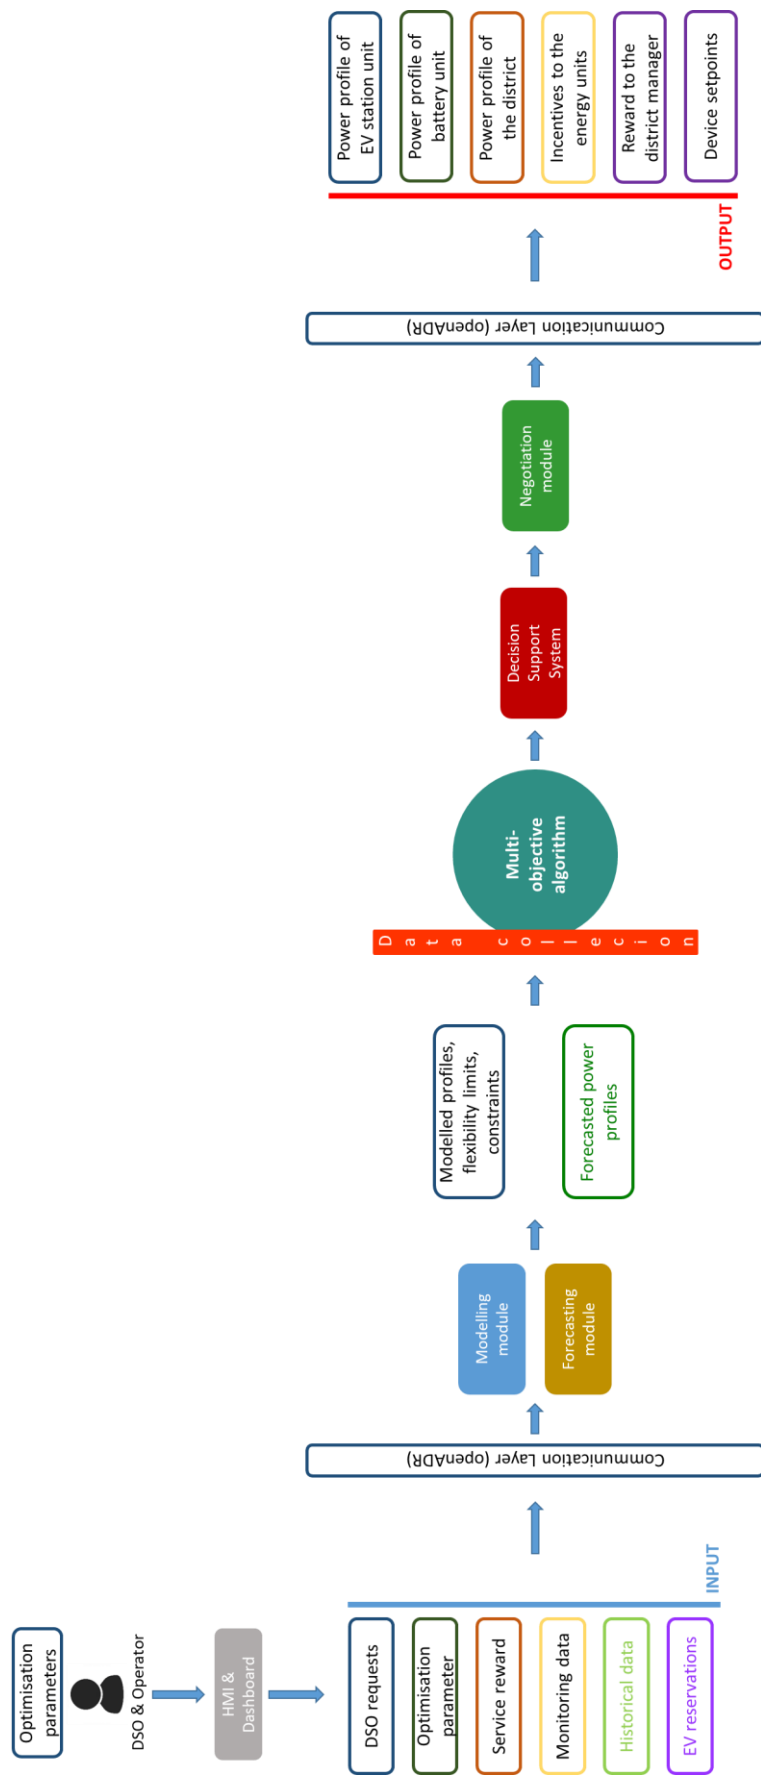 Optimisation
parameters
DSO & Operator
HMI &
Dashboard
DSO requests
Optimisation
parameter
Service reward
Monitoring data
Historical data
EV reservations
INPUT
Communication Layer (openADR)
Modelling
module
Forecasting
module
Modelled profiles,
flexibility limits,
constraints
Forecasted power
profiles
Data collecion
Multi-
objective
algorithm
Decision
Support
System
Negotiation
module
Communication Layer (openADR)
OUTPUT
Power profile of
EV station unit
Power profile of
battery unit
Power profile of
the district
Incentives to the
energy units
Reward to the
district manager
Device setpoints